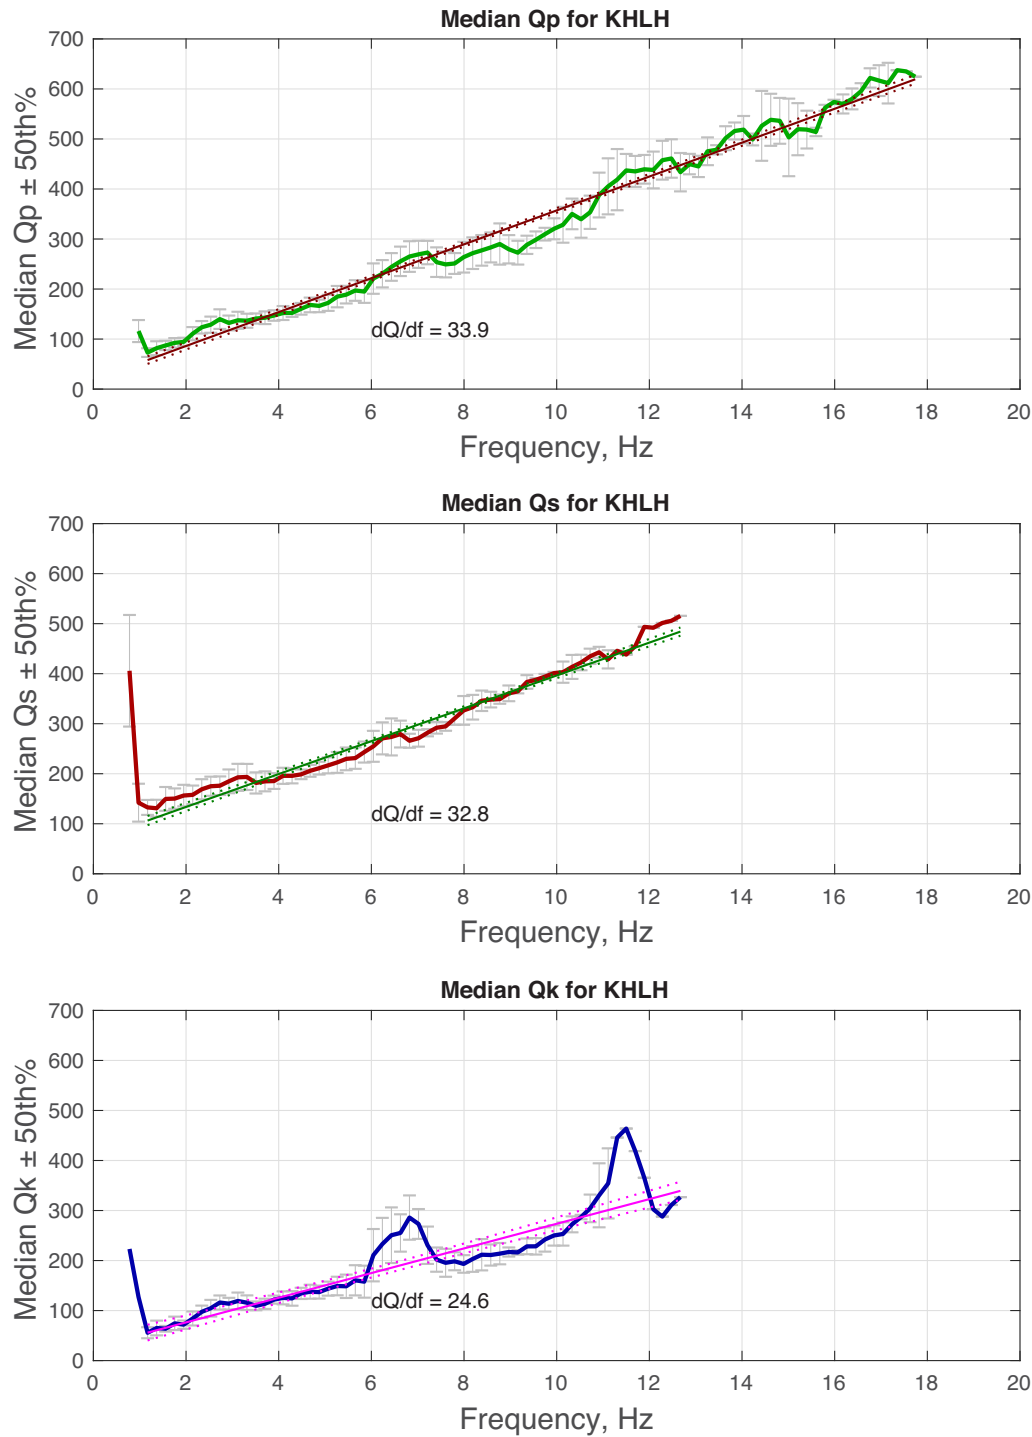 Median Qp for KHLH
Median Qp ± 50th%
700
600
500
400
300
200
100
0
dQ/df = 33.9
0 2 4 6 8 10 12 14 16 18 20
Frequency, Hz
Median Qs for KHLH
Median Qs ± 50th%
700
600
500
400
300
200
100
0
dQ/df = 32.8
0 2 4 6 8 10 12 14 16 18 20
Frequency, Hz
Median Qk for KHLH
Median Qk ± 50th%
700
600
500
400
300
200
100
0
dQ/df = 24.6
0 2 4 6 8 10 12 14 16 18 20
Frequency, Hz